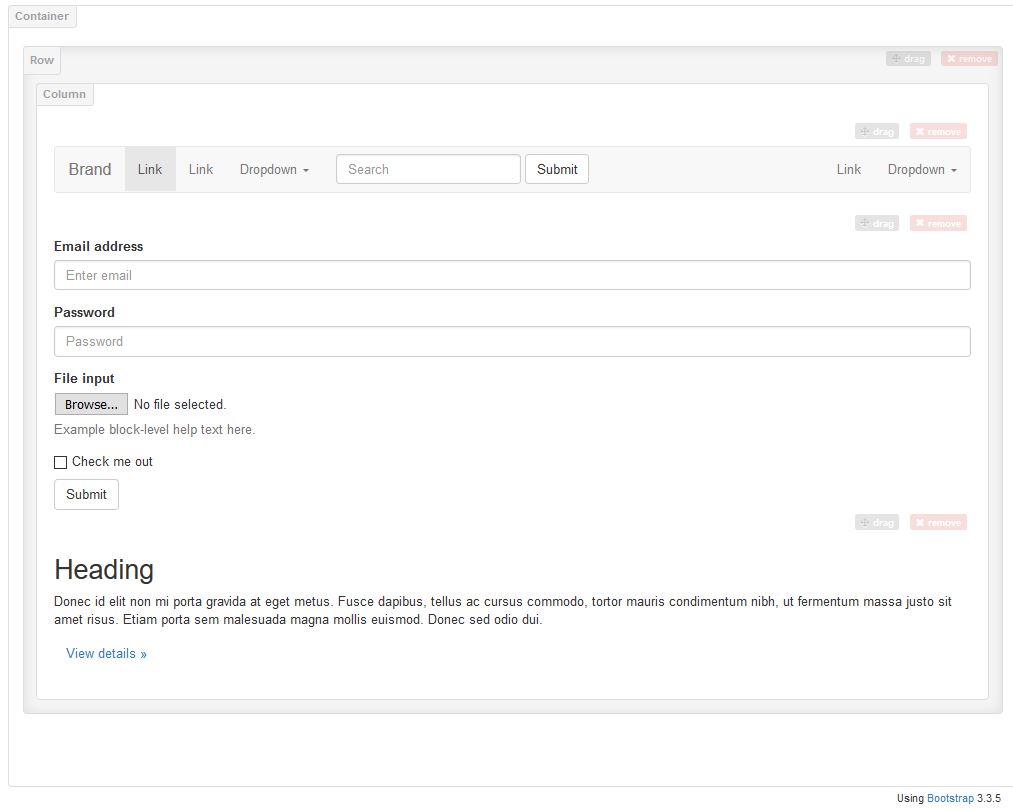 Container
Row drag remove
Column
drag remove
Brand Link Link Dropdown Search Submit Link Dropdown
drag remove
Email address
Enter email
Password
Password
File input
Browse... No file selected.
Example block-level help text here.
Check me out
Submit
drag remove
Heading
Donec id elit non mi porta gravida at eget metus. Fusce dapibus, tellus ac cursus commodo, tortor mauris condimentum nibh, ut fermentum massa justo sit
amet risus. Etiam porta sem malesuada magna mollis euismod. Donec sed odio dui.
View details »
Using Bootstrap 3.3.5